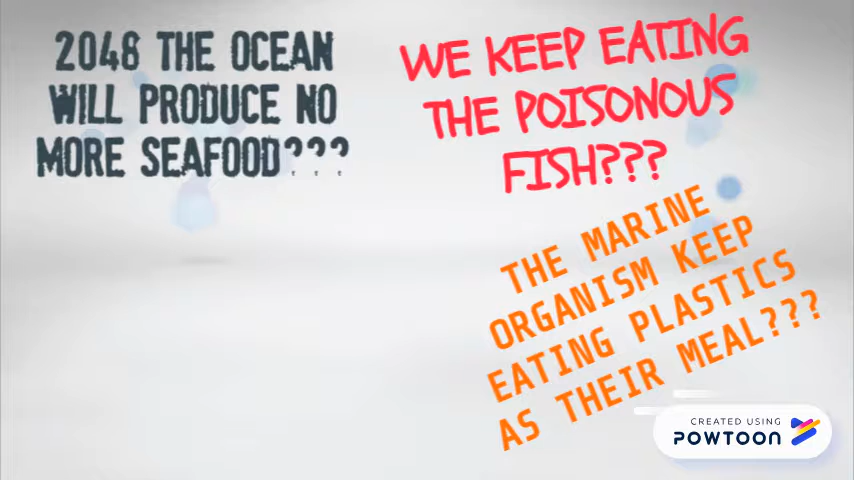 2048 THE OCEAN
WILL PRODUCE NO
MORE SEAFOOD???
WE KEEP EATING
THE POISONOUS
FISH???
THE MARINE
ORGANISM KEEP
EATING PLASTICS
AS THEIR MEAL???
CREATED USING
POWTOON